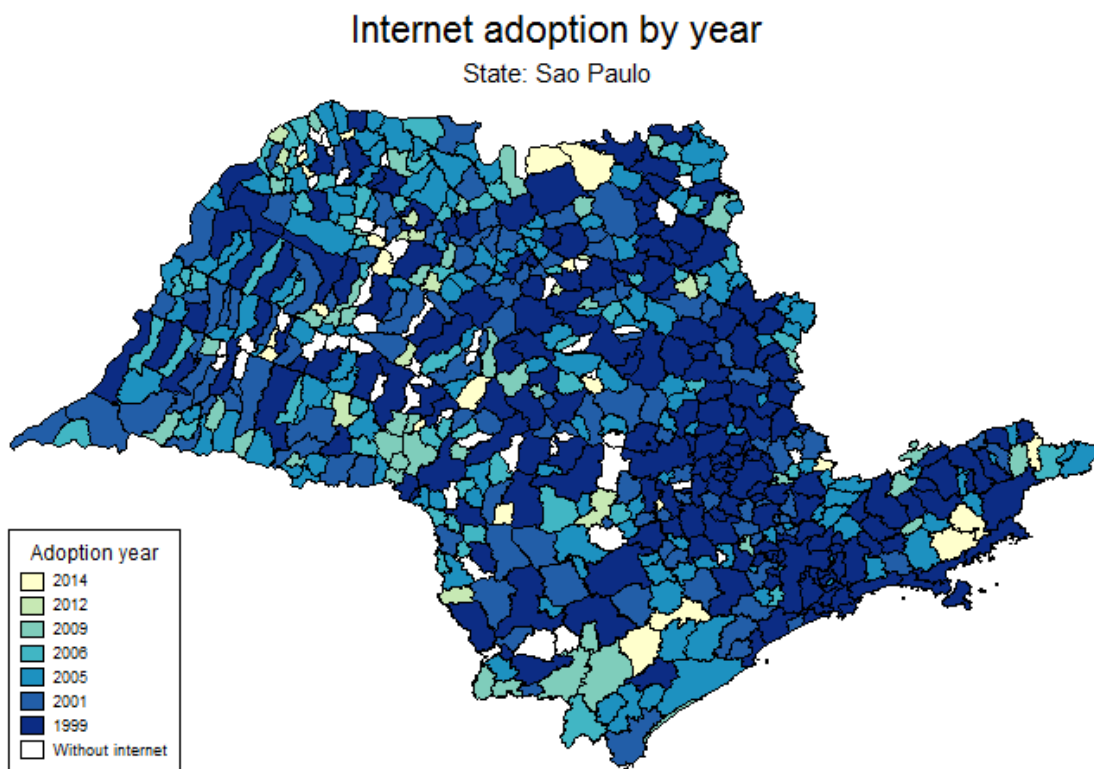 Internet adoption by year
State: Sao Paulo
Adoption year
2014
2012
2009
2006
2005
2001
1999
Without internet